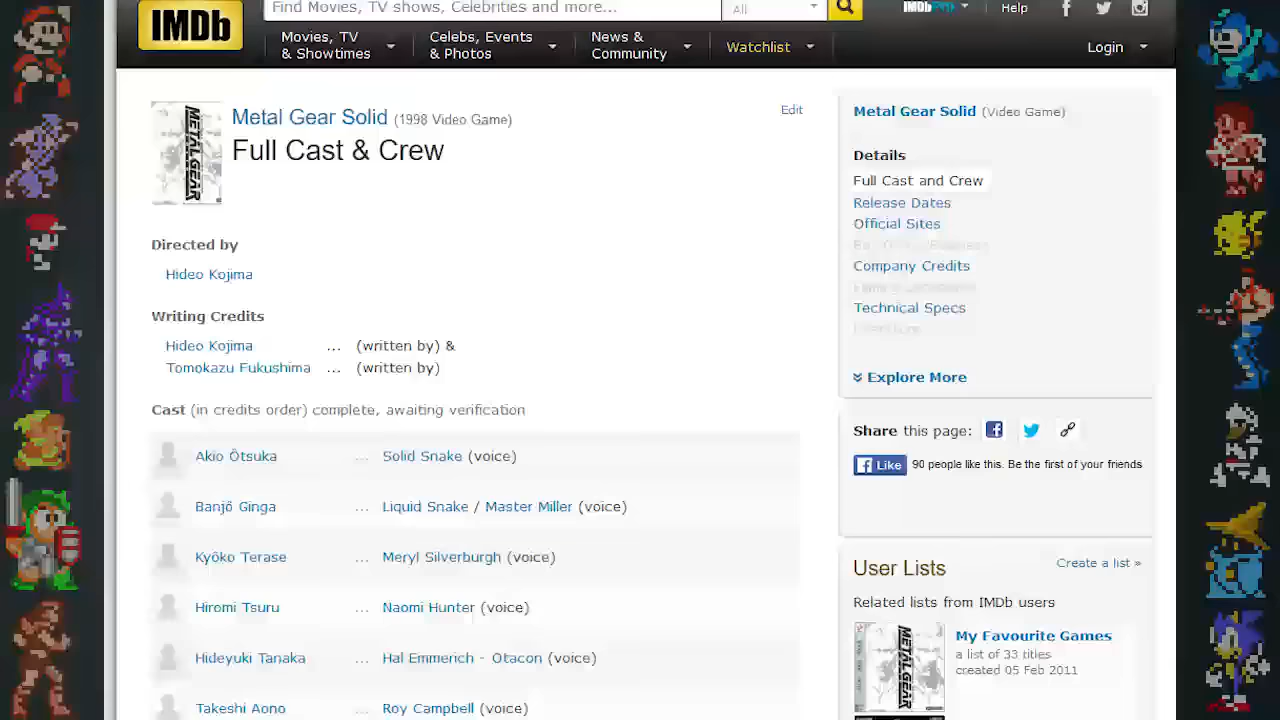 IMDb
Find Movies, TV shows, Celebrities and more...
All
Help
Movies, TV
& Showtimes
Celebs, Events
& Photos
News &
Community
Watchlist
Login
METAL GEAR
Metal Gear Solid (1998 Video Game)
Full Cast & Crew
Edit
Directed by
Hideo Kojima
Writing Credits
Hideo Kojima ... (written by) &
Tomokazu Fukushima ... (written by)
Cast (in credits order) complete, awaiting verification
Akio Ôtsuka ... Solid Snake (voice)
Banjô Ginga ... Liquid Snake / Master Miller (voice)
Kyôko Terase ... Meryl Silverburgh (voice)
Hiromi Tsuru ... Naomi Hunter (voice)
Hideyuki Tanaka ... Hal Emmerich - Otacon (voice)
Takeshi Aono ... Roy Campbell (voice)
Metal Gear Solid (Video Game)
Details
Full Cast and Crew
Release Dates
Official Sites
Company Credits
Technical Specs
Explore More
Share this page:
Like 90 people like this. Be the first of your friends
User Lists
Create a list »
Related lists from IMDb users
METAL GEAR
My Favourite Games
a list of 33 titles
created 05 Feb 2011